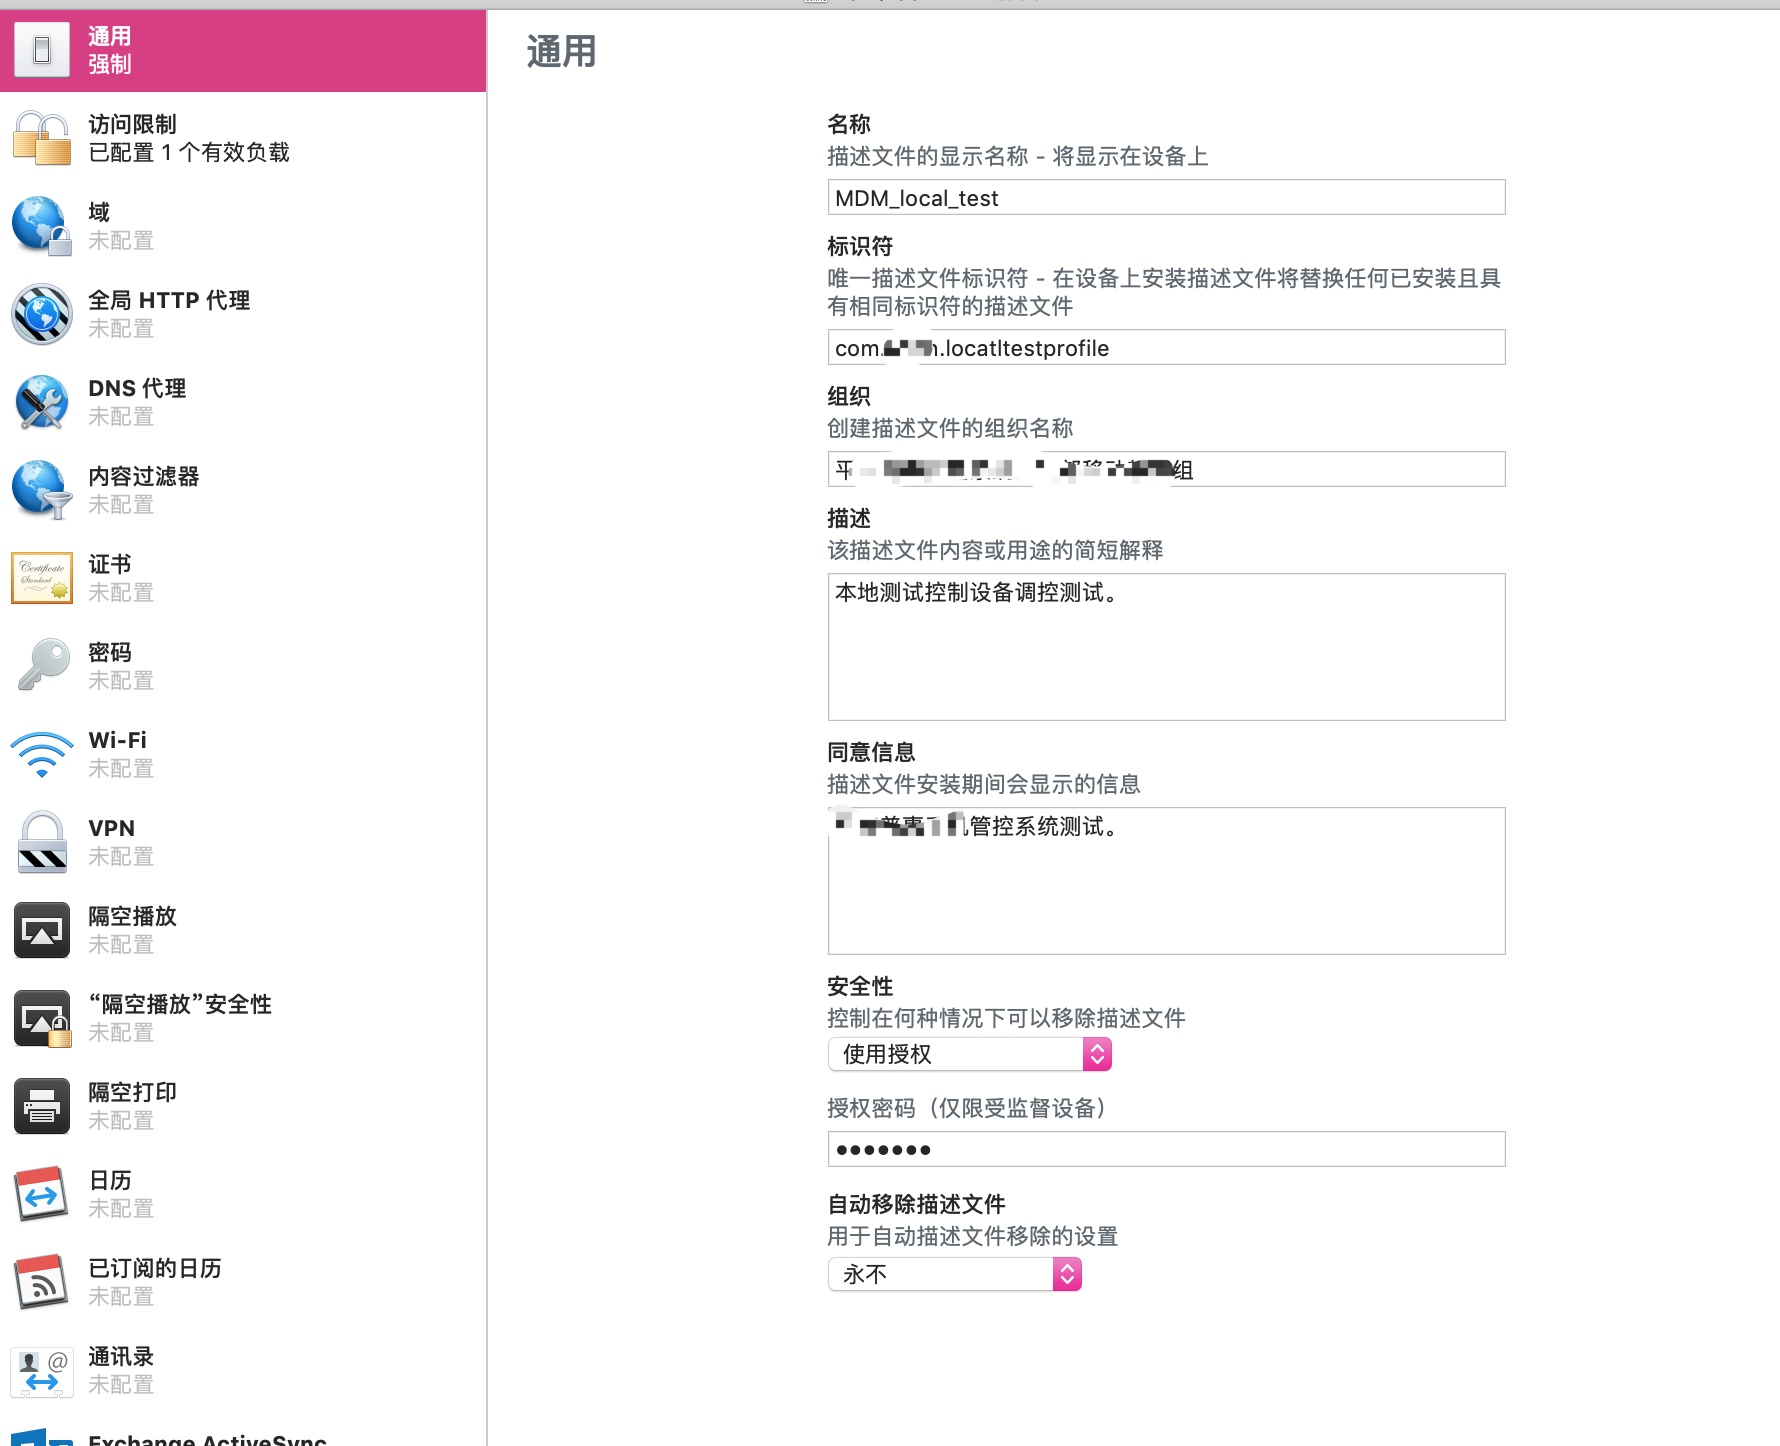 通用
强制
访问限制
已配置 1 个有效负载
域
未配置
全局 HTTP 代理
未配置
DNS 代理
未配置
内容过滤器
未配置
Certificate
Standard
证书
未配置
密码
未配置
Wi-Fi
未配置
VPN
未配置
隔空播放
未配置
“隔空播放”安全性
未配置
隔空打印
未配置
日历
未配置
已订阅的日历
未配置
@
通讯录
未配置
Exchange ActiveSync
通用
名称
描述文件的显示名称 - 将显示在设备上
MDM_local_test
标识符
唯一描述文件标识符 - 在设备上安装描述文件将替换任何已安装且具
有相同标识符的描述文件
com. .locatltestprofile
组织
创建描述文件的组织名称
组
描述
该描述文件内容或用途的简短解释
本地测试控制设备调控测试。
同意信息
描述文件安装期间会显示的信息
管控系统测试。
安全性
控制在何种情况下可以移除描述文件
使用授权
授权密码（仅限受监督设备）
•••••••
自动移除描述文件
用于自动描述文件移除的设置
永不